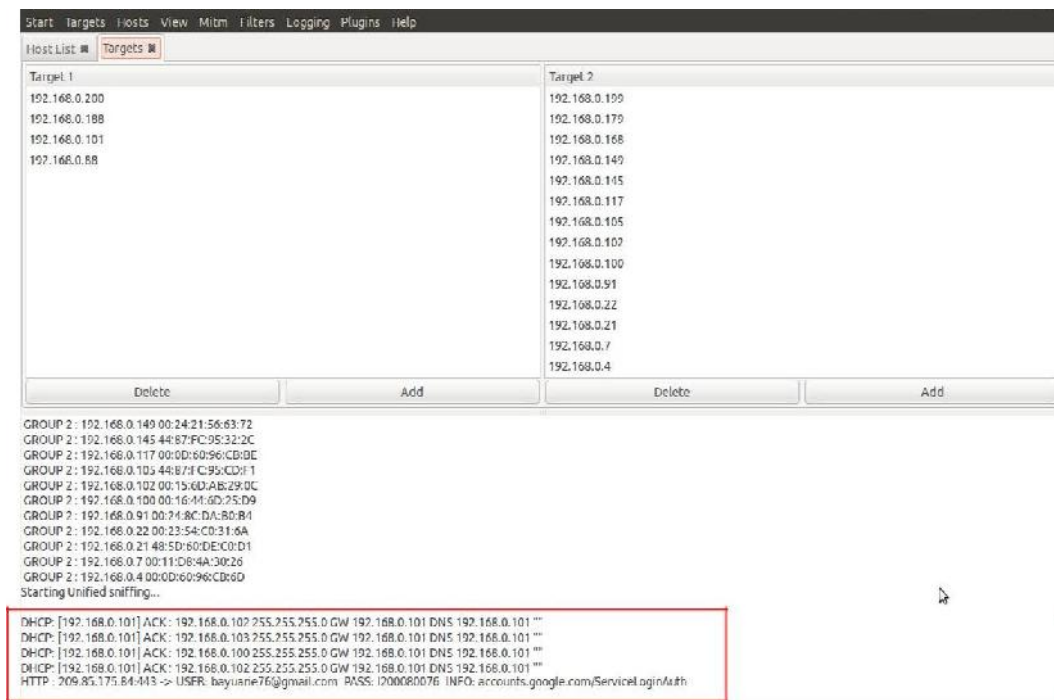 Start Targets Hosts View Mitm Filters Logging Plugins Help
Host List Targets
Target 1 Target 2
192.168.0.200 192.168.0.199
192.168.0.188 192.168.0.179
192.168.0.101 192.168.0.168
192.168.0.88 192.168.0.149
192.168.0.145
192.168.0.117
192.168.0.105
192.168.0.102
192.168.0.100
192.168.0.91
192.168.0.22
192.168.0.21
192.168.0.7
192.168.0.4
Delete Add Delete Add
GROUP 2 : 192.168.0.149 00:24:21:56:63:72
GROUP 2 : 192.168.0.145 44:87:FC:95:32:2C
GROUP 2 : 192.168.0.117 00:0D:60:96:CB:BE
GROUP 2 : 192.168.0.105 44:87:FC:95:CD:F1
GROUP 2 : 192.168.0.102 00:15:6D:AB:29:0C
GROUP 2 : 192.168.0.100 00:16:44:6D:25:D9
GROUP 2 : 192.168.0.91 00:24:8C:DA:B0:B4
GROUP 2 : 192.168.0.22 00:23:54:C0:31:6A
GROUP 2 : 192.168.0.21 48:5D:60:DE:C0:D1
GROUP 2 : 192.168.0.7 00:11:D8:4A:30:26
GROUP 2 : 192.168.0.4 00:0D:60:96:CB:6D
Starting Unified sniffing...
DHCP: [192.168.0.101] ACK : 192.168.0.102 255.255.255.0 GW 192.168.0.101 DNS 192.168.0.101 ""
DHCP: [192.168.0.101] ACK : 192.168.0.103 255.255.255.0 GW 192.168.0.101 DNS 192.168.0.101 ""
DHCP: [192.168.0.101] ACK : 192.168.0.100 255.255.255.0 GW 192.168.0.101 DNS 192.168.0.101 ""
DHCP: [192.168.0.101] ACK : 192.168.0.102 255.255.255.0 GW 192.168.0.101 DNS 192.168.0.101 ""
HTTP : 209.85.175.84:443 -> USER: PASS: INFO: accounts.google.com/ServiceLoginAuth